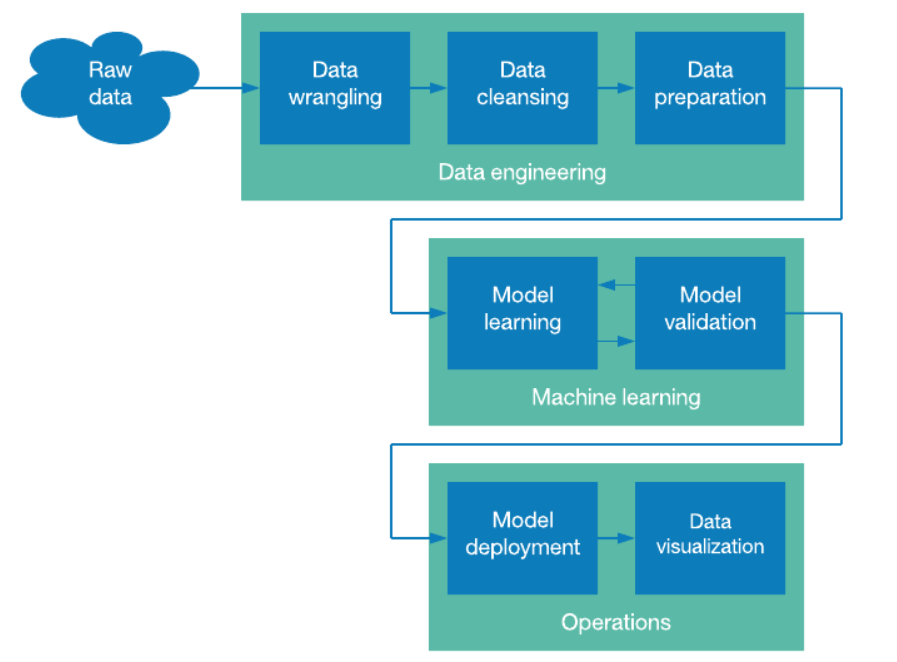 Raw
data
Data
wrangling
Data
cleansing
Data
preparation
Data engineering
Model
learning
Model
validation
Machine learning
Model
deployment
Data
visualization
Operations